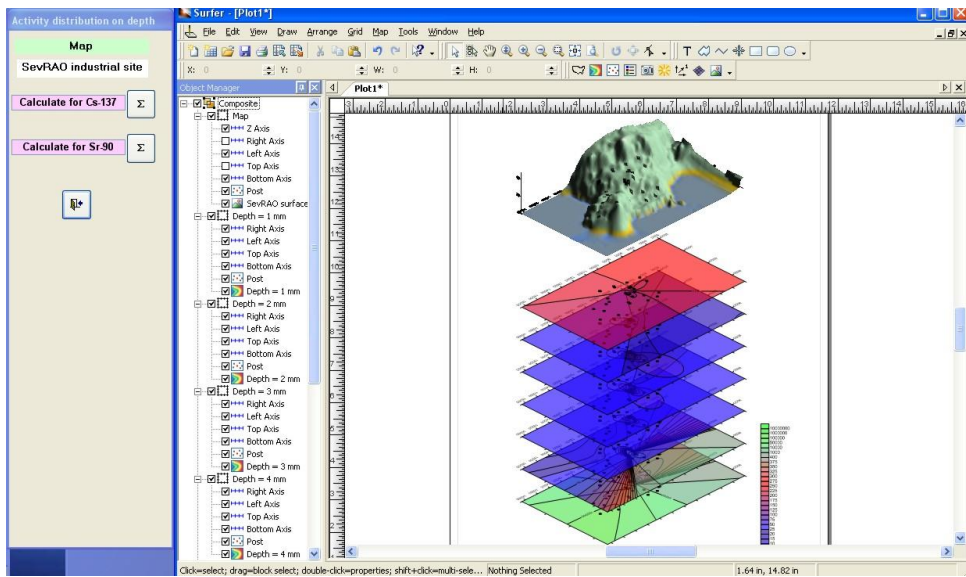 Activity distribution on depth
Map
SevRAO industrial site
Calculate for Cs-137
Σ
Calculate for Sr-90
Σ
Surfer - [Plot1*]
File Edit View Draw Arrange Grid Map Tools Window Help
X: 0 Y: 0 W: 0 H: 0
Object Manager
Plot1*
Composite
Map
Z Axis
Right Axis
Left Axis
Top Axis
Bottom Axis
Post
SevRAO surface
Depth = 1 mm
Right Axis
Left Axis
Top Axis
Bottom Axis
Post
Depth = 1 mm
Depth = 2 mm
Right Axis
Left Axis
Top Axis
Bottom Axis
Post
Depth = 2 mm
Depth = 3 mm
Right Axis
Left Axis
Top Axis
Bottom Axis
Post
Depth = 3 mm
Depth = 4 mm
Right Axis
Left Axis
Top Axis
Bottom Axis
Post
Depth = 4 mm
Click=select; drag=block select; double-click=properties; shift+click=multi-sele... Nothing Selected 1.64 in, 14.82 in